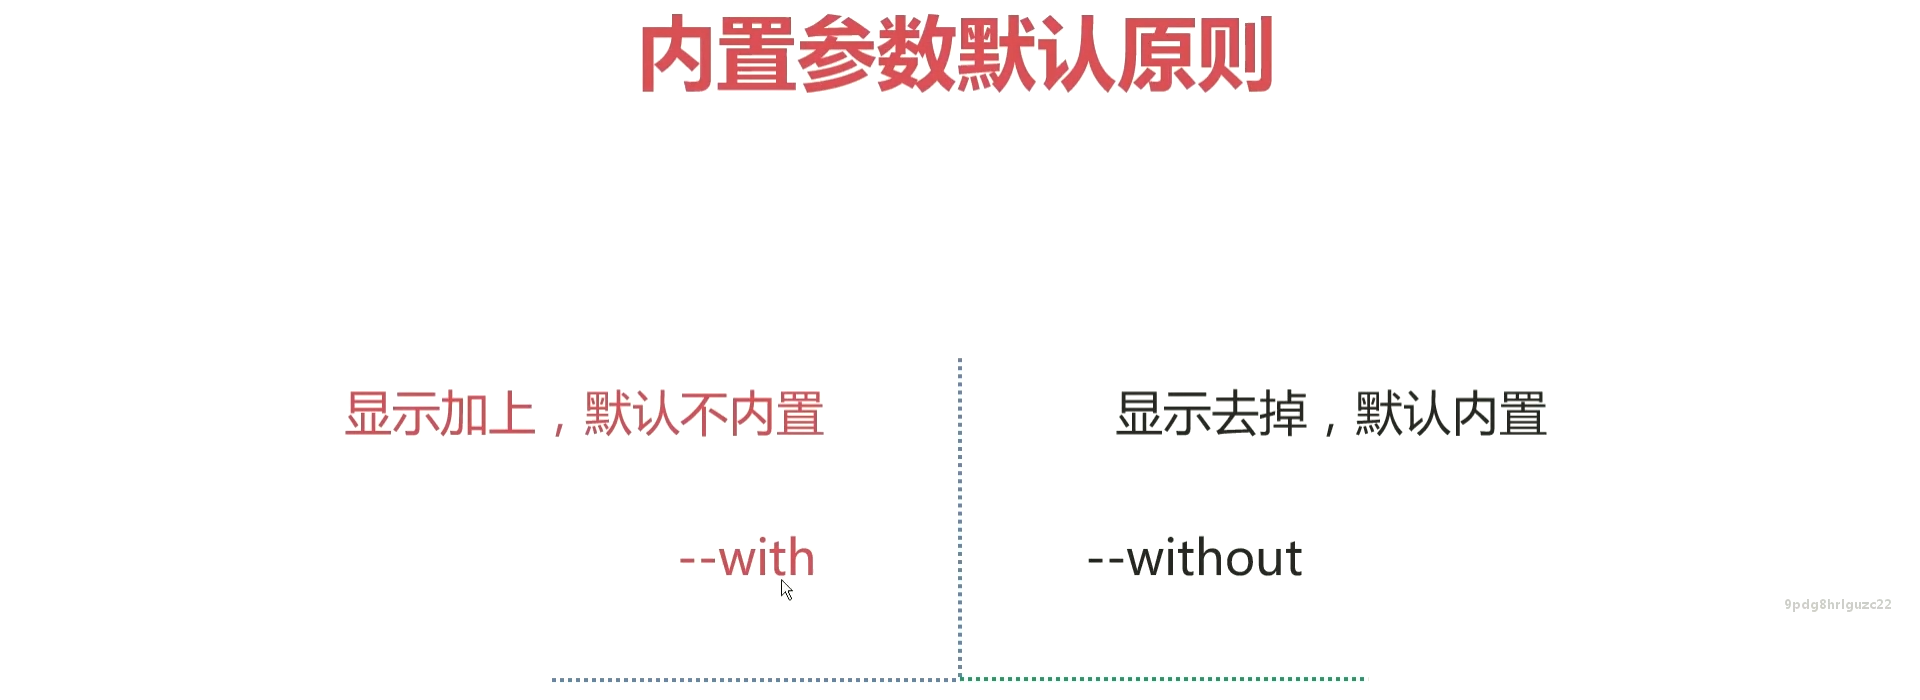 内置参数默认原则
显示加上，默认不内置
显示去掉，默认内置
--with
--without
9pdg8hrlguzc22